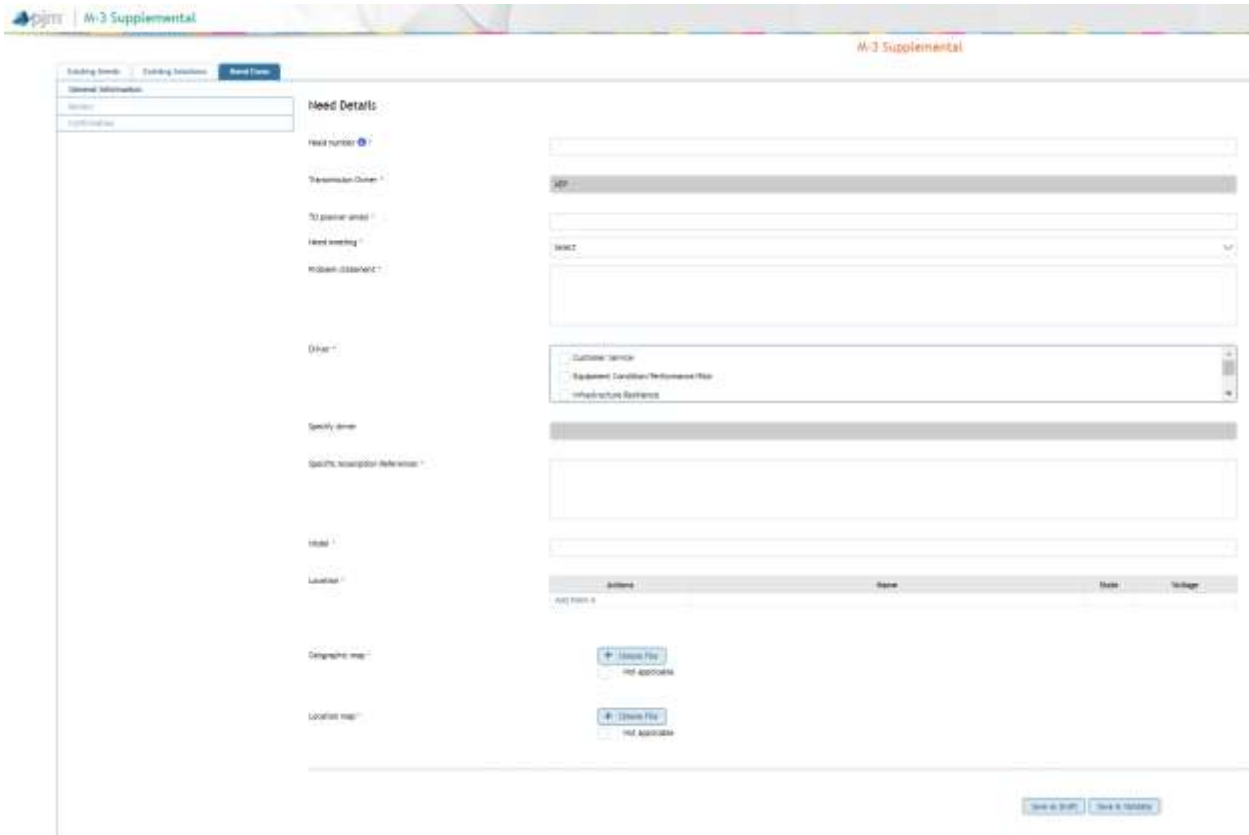 pjm M-3 Supplemental
M-3 Supplemental
Existing Needs Existing Solutions Need Form
General Information
Review
Confirmation
Need Details
Need number *
Transmission Owner *
AEP
TO planner email *
Need meeting *
Select
Problem statement *
Driver *
Customer Service
Equipment Condition/Performance/Risk
Infrastructure Resilience
Specify driver
Specific Assumption References *
Model *
Location *
Actions Name State Voltage
Add Point A
Geographic map *
+ Choose File
Not applicable
Location map *
+ Choose File
Not applicable
Save as Draft Save & Validate